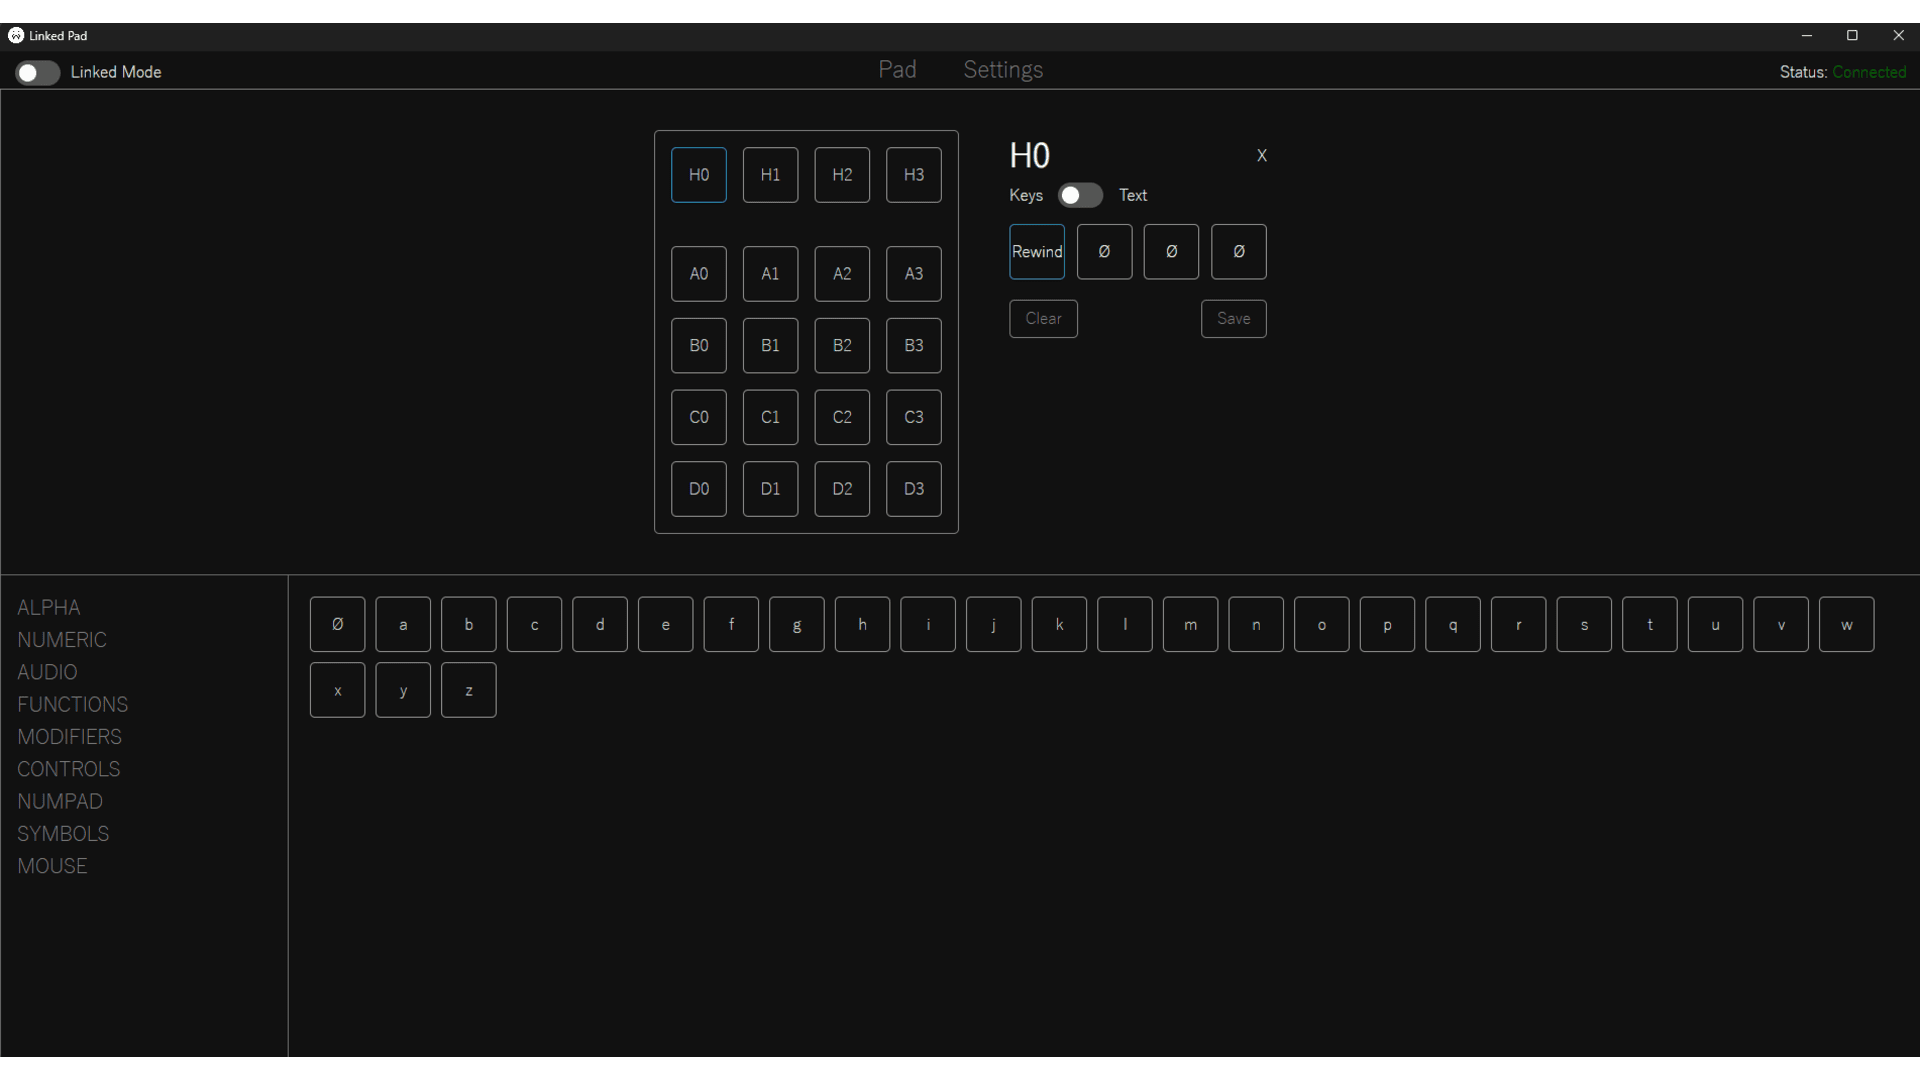 Linked Pad
Linked Mode Pad Settings Status: Connected
H0 H1 H2 H3
A0 A1 A2 A3
B0 B1 B2 B3
C0 C1 C2 C3
D0 D1 D2 D3
H0 X
Keys Text
Rewind Ø Ø Ø
Clear Save
ALPHA
NUMERIC
AUDIO
FUNCTIONS
MODIFIERS
CONTROLS
NUMPAD
SYMBOLS
MOUSE
Ø a b c d e f g h i j k l m n o p q r s t u v w
x y z